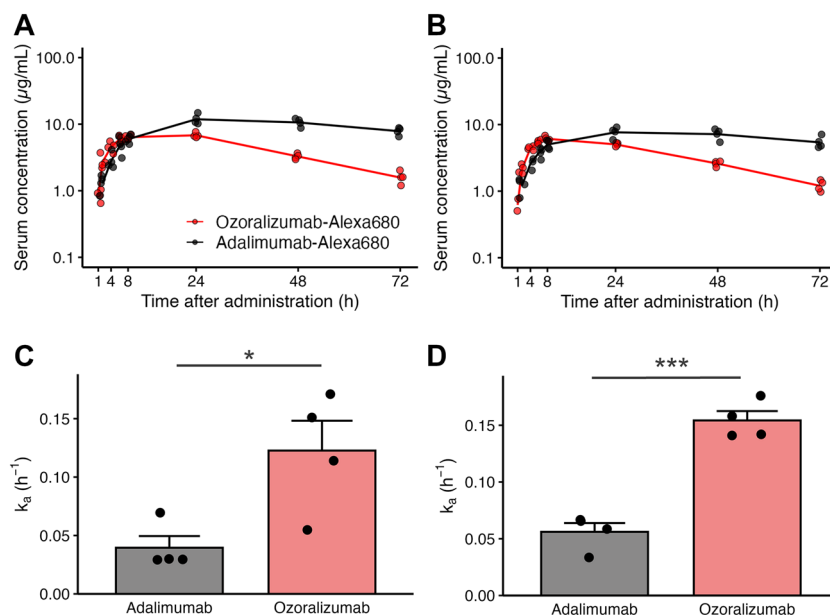 A
B
Serum concentration (µg/mL)
100.0
10.0
1.0
0.1
Ozoralizumab-Alexa680
Adalimumab-Alexa680
1 4 8 24 48 72
Time after administration (h)
Serum concentration (µg/mL)
100.0
10.0
1.0
0.1
1 4 8 24 48 72
Time after administration (h)
C
D
*
kₐ (h⁻¹)
0.15
0.10
0.05
0.00
Adalimumab Ozoralizumab
***
kₐ (h⁻¹)
0.15
0.10
0.05
0.00
Adalimumab Ozoralizumab